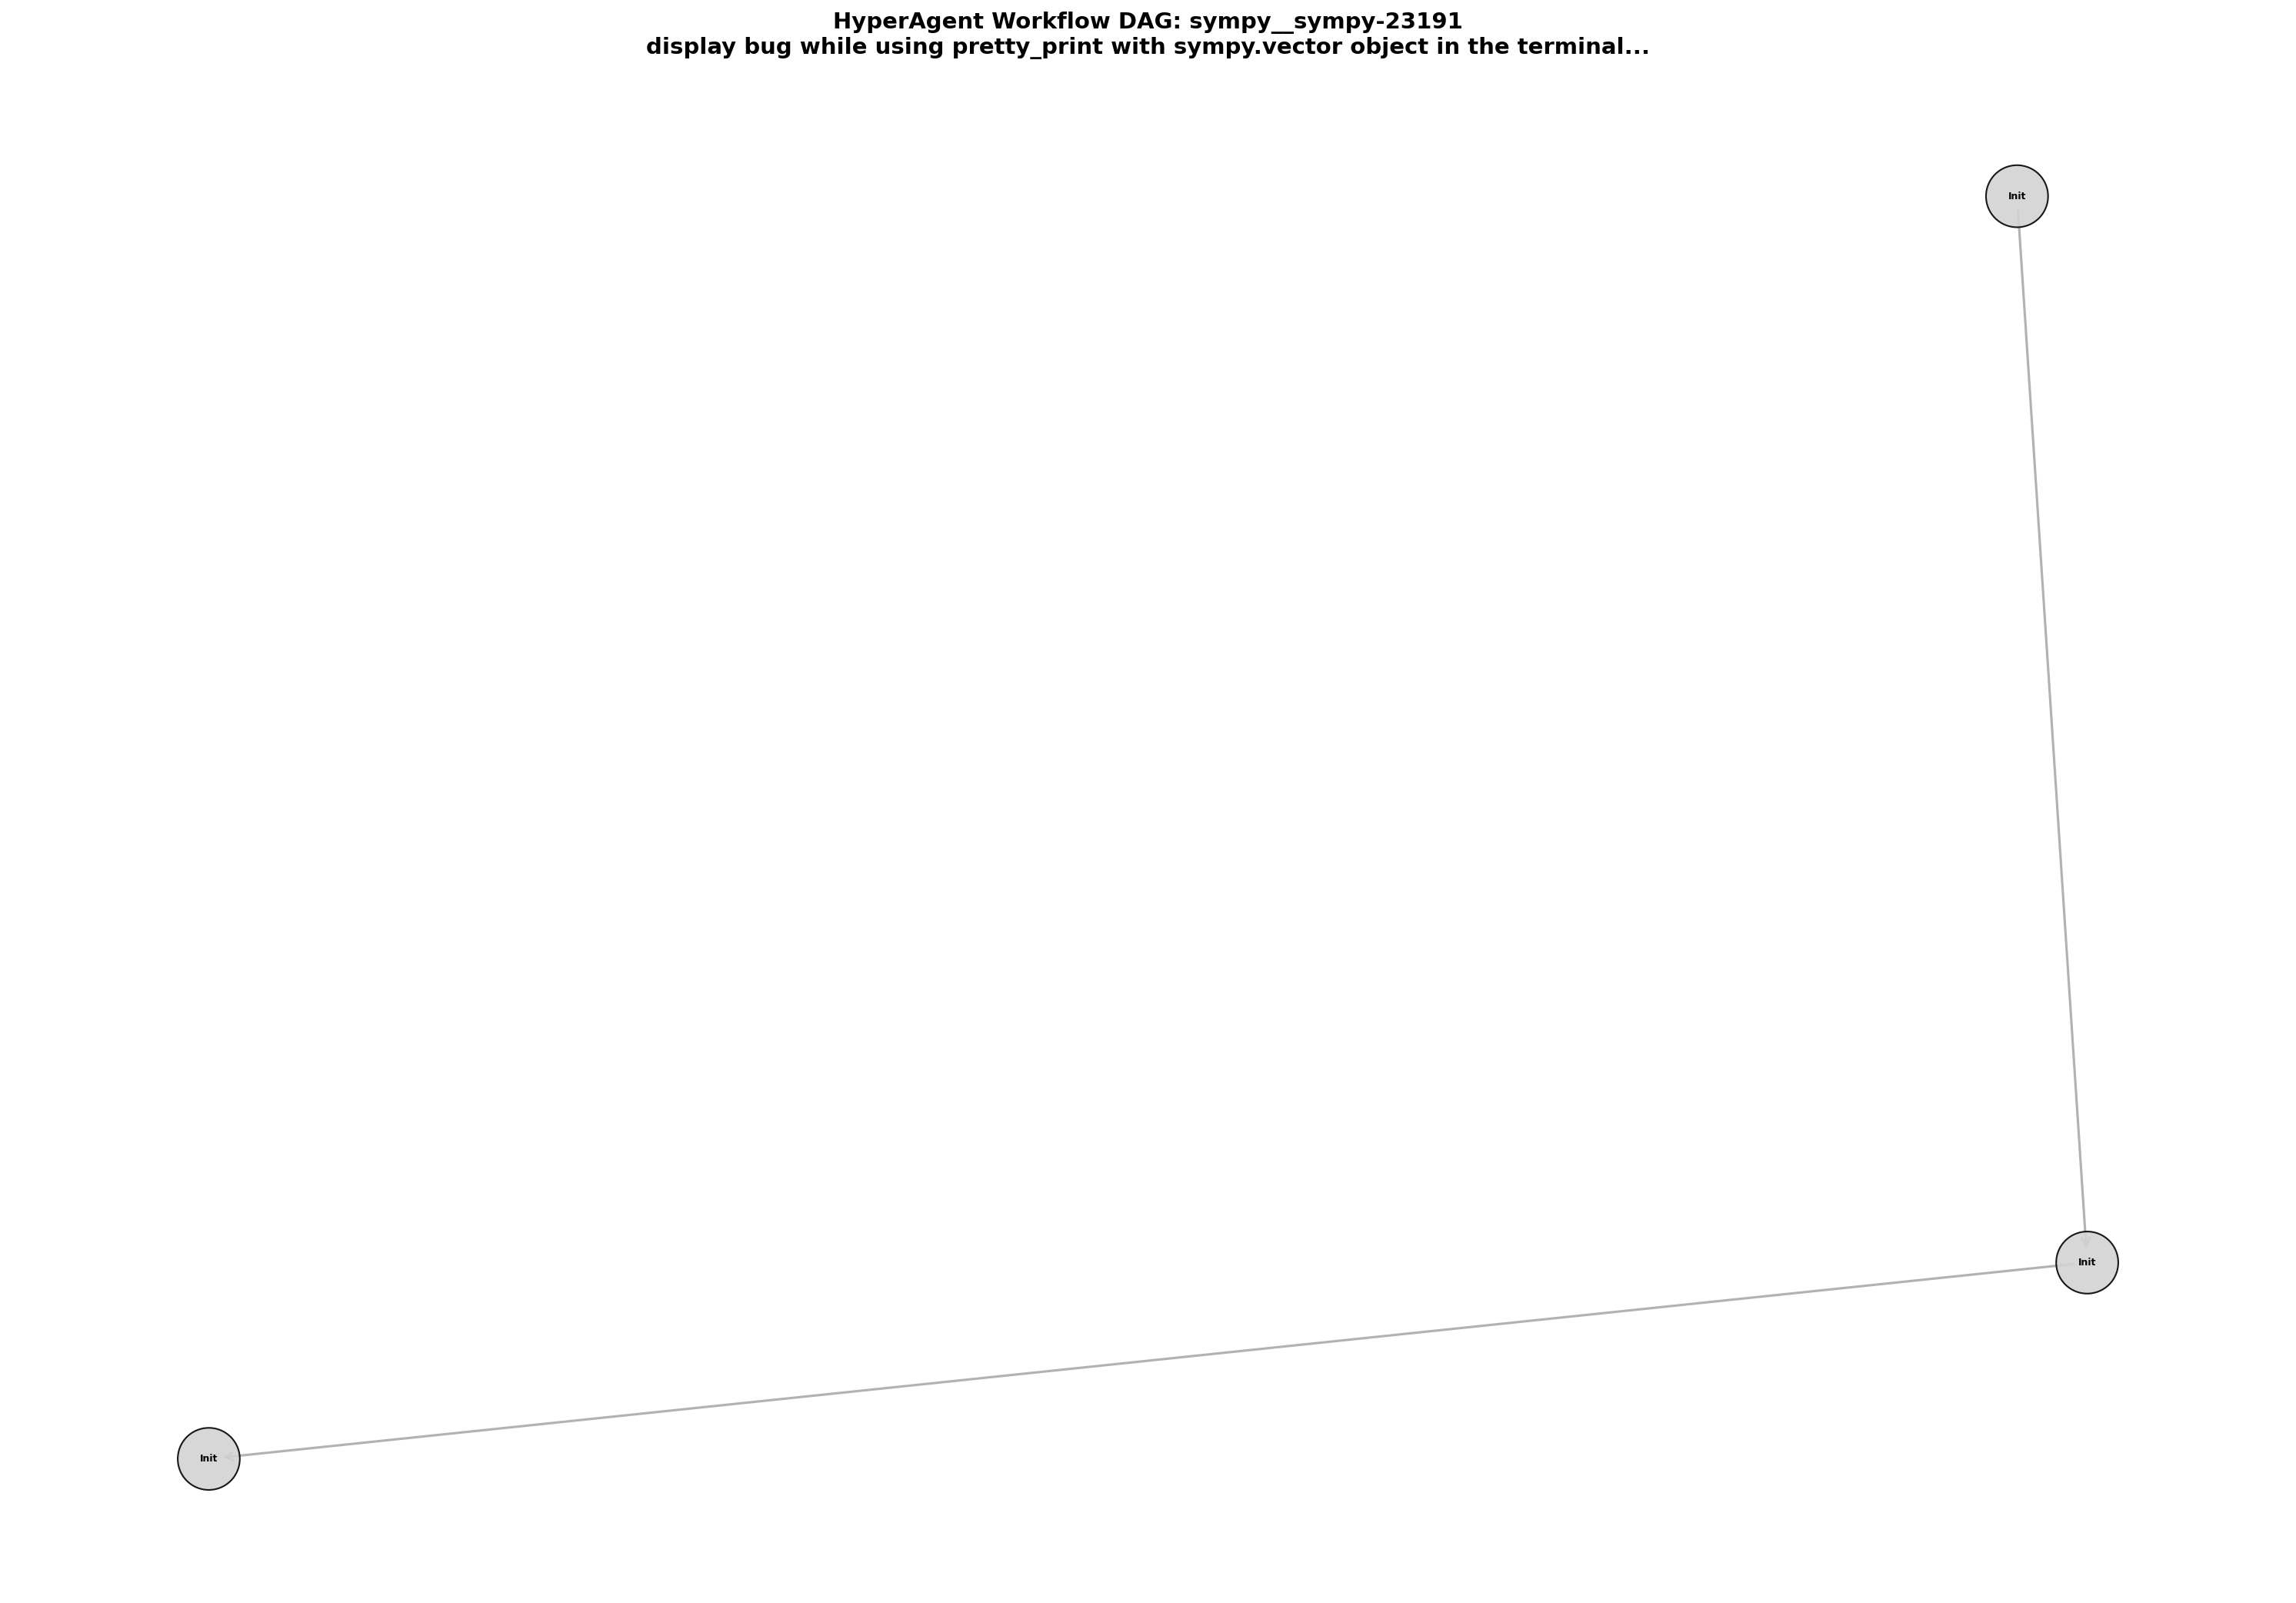 HyperAgent Workflow DAG: sympy__sympy-23191
display bug while using pretty_print with sympy.vector object in the terminal...
Init
Init
Init